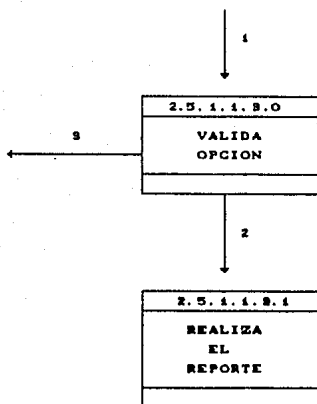 1
2.5.1.1.3.0
3
VALIDA
OPCION
2
2.5.1.1.3.1
REALIZA
EL
REPORTE